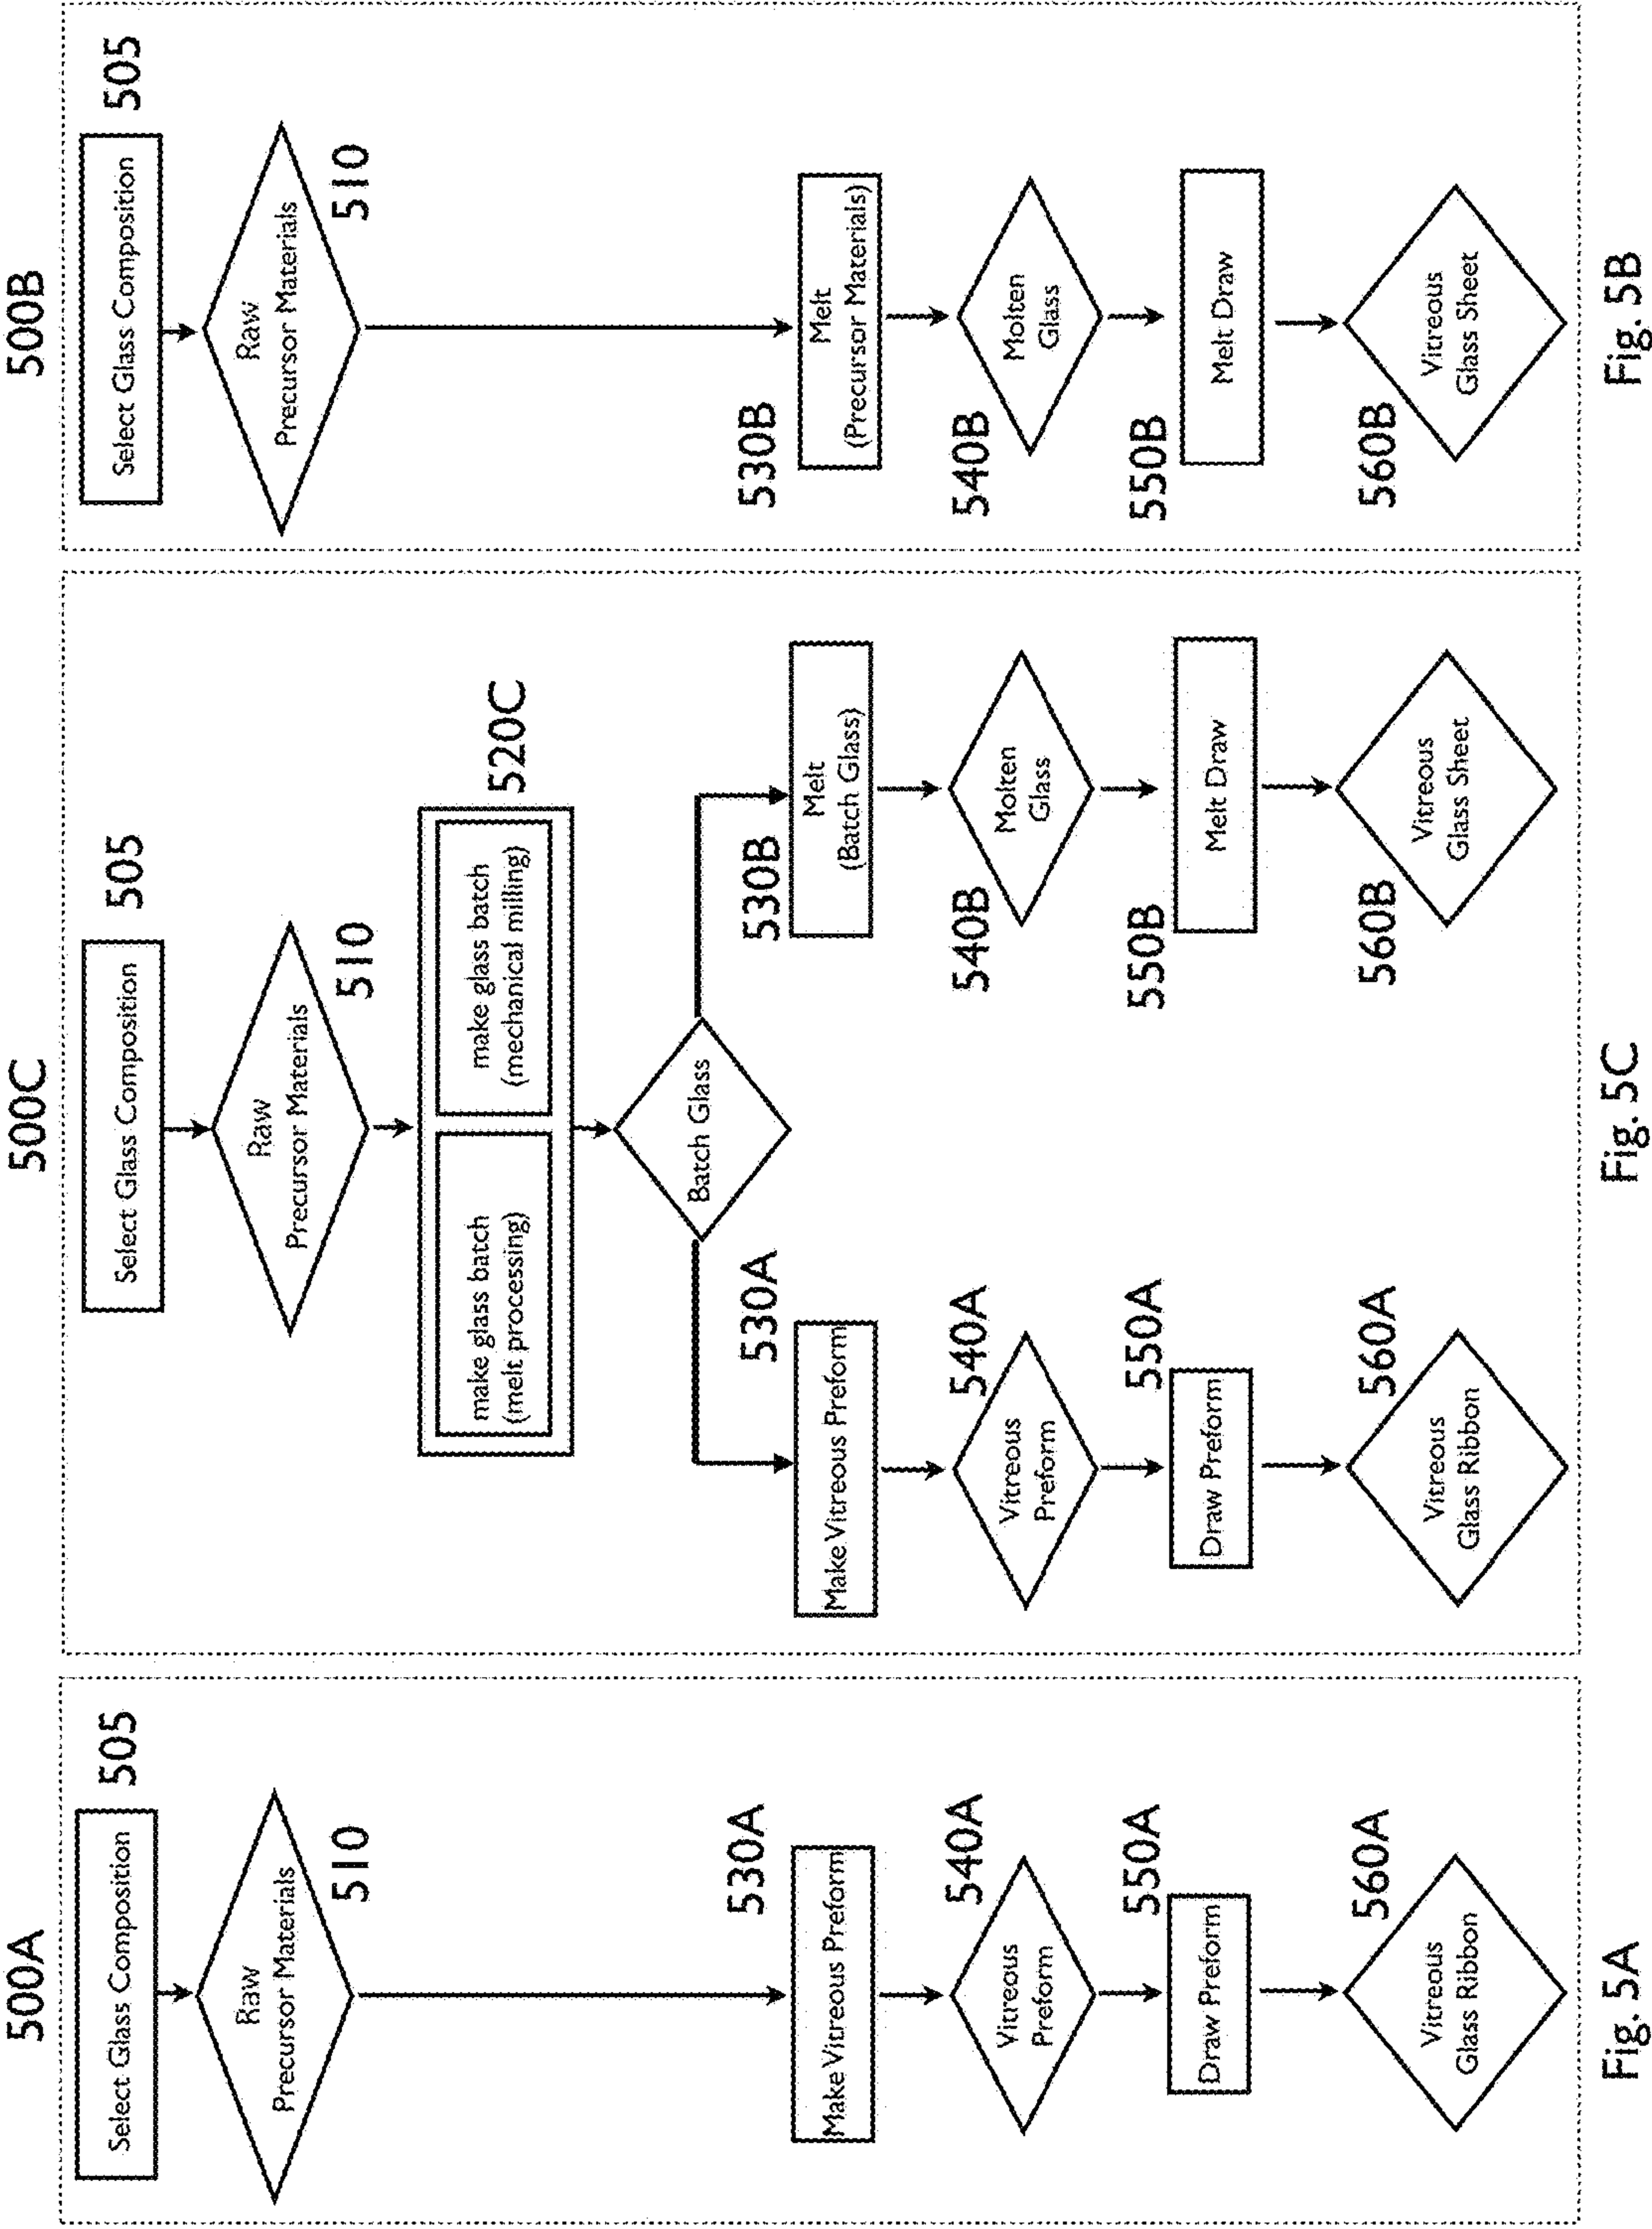 500A
Select Glass Composition
505
Raw
Precursor Materials
510
530A
Make Vitreous Preform
540A
Vitreous
Preform
550A
Draw Preform
560A
Vitreous
Glass Ribbon
Fig. 5A
500C
Select Glass Composition
505
Raw
Precursor Materials
510
make glass batch
(melt processing)
make glass batch
(mechanical milling)
520C
Batch Glass
530A
Make Vitreous Preform
540A
Vitreous
Preform
550A
Draw Preform
560A
Vitreous
Glass Ribbon
530B
Melt
(Batch Glass)
540B
Molten
Glass
550B
Melt Draw
560B
Vitreous
Glass Sheet
Fig. 5C
500B
Select Glass Composition
505
Raw
Precursor Materials
510
530B
Melt
(Precursor Materials)
540B
Molten
Glass
550B
Melt Draw
560B
Vitreous
Glass Sheet
Fig. 5B